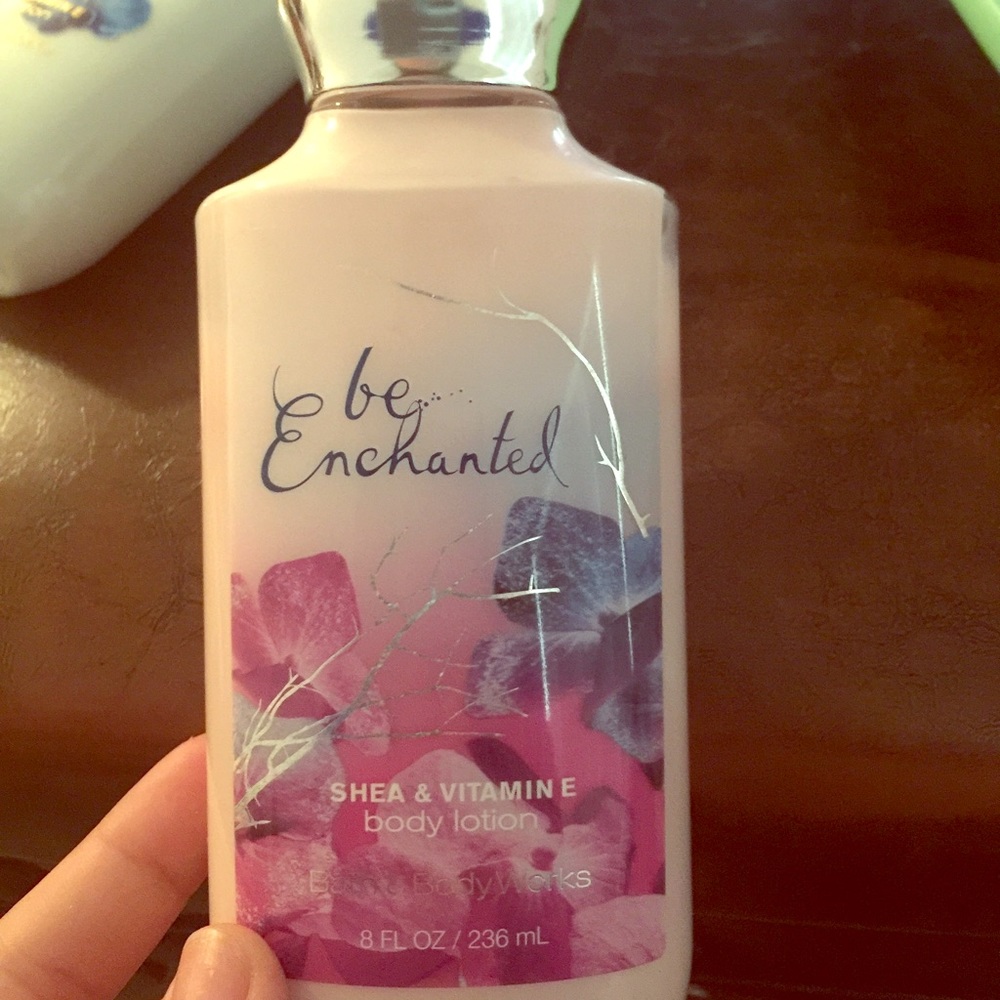 be
Enchanted
SHEA & VITAMIN E
body lotion
Bath & Body Works
8 FL OZ / 236 mL